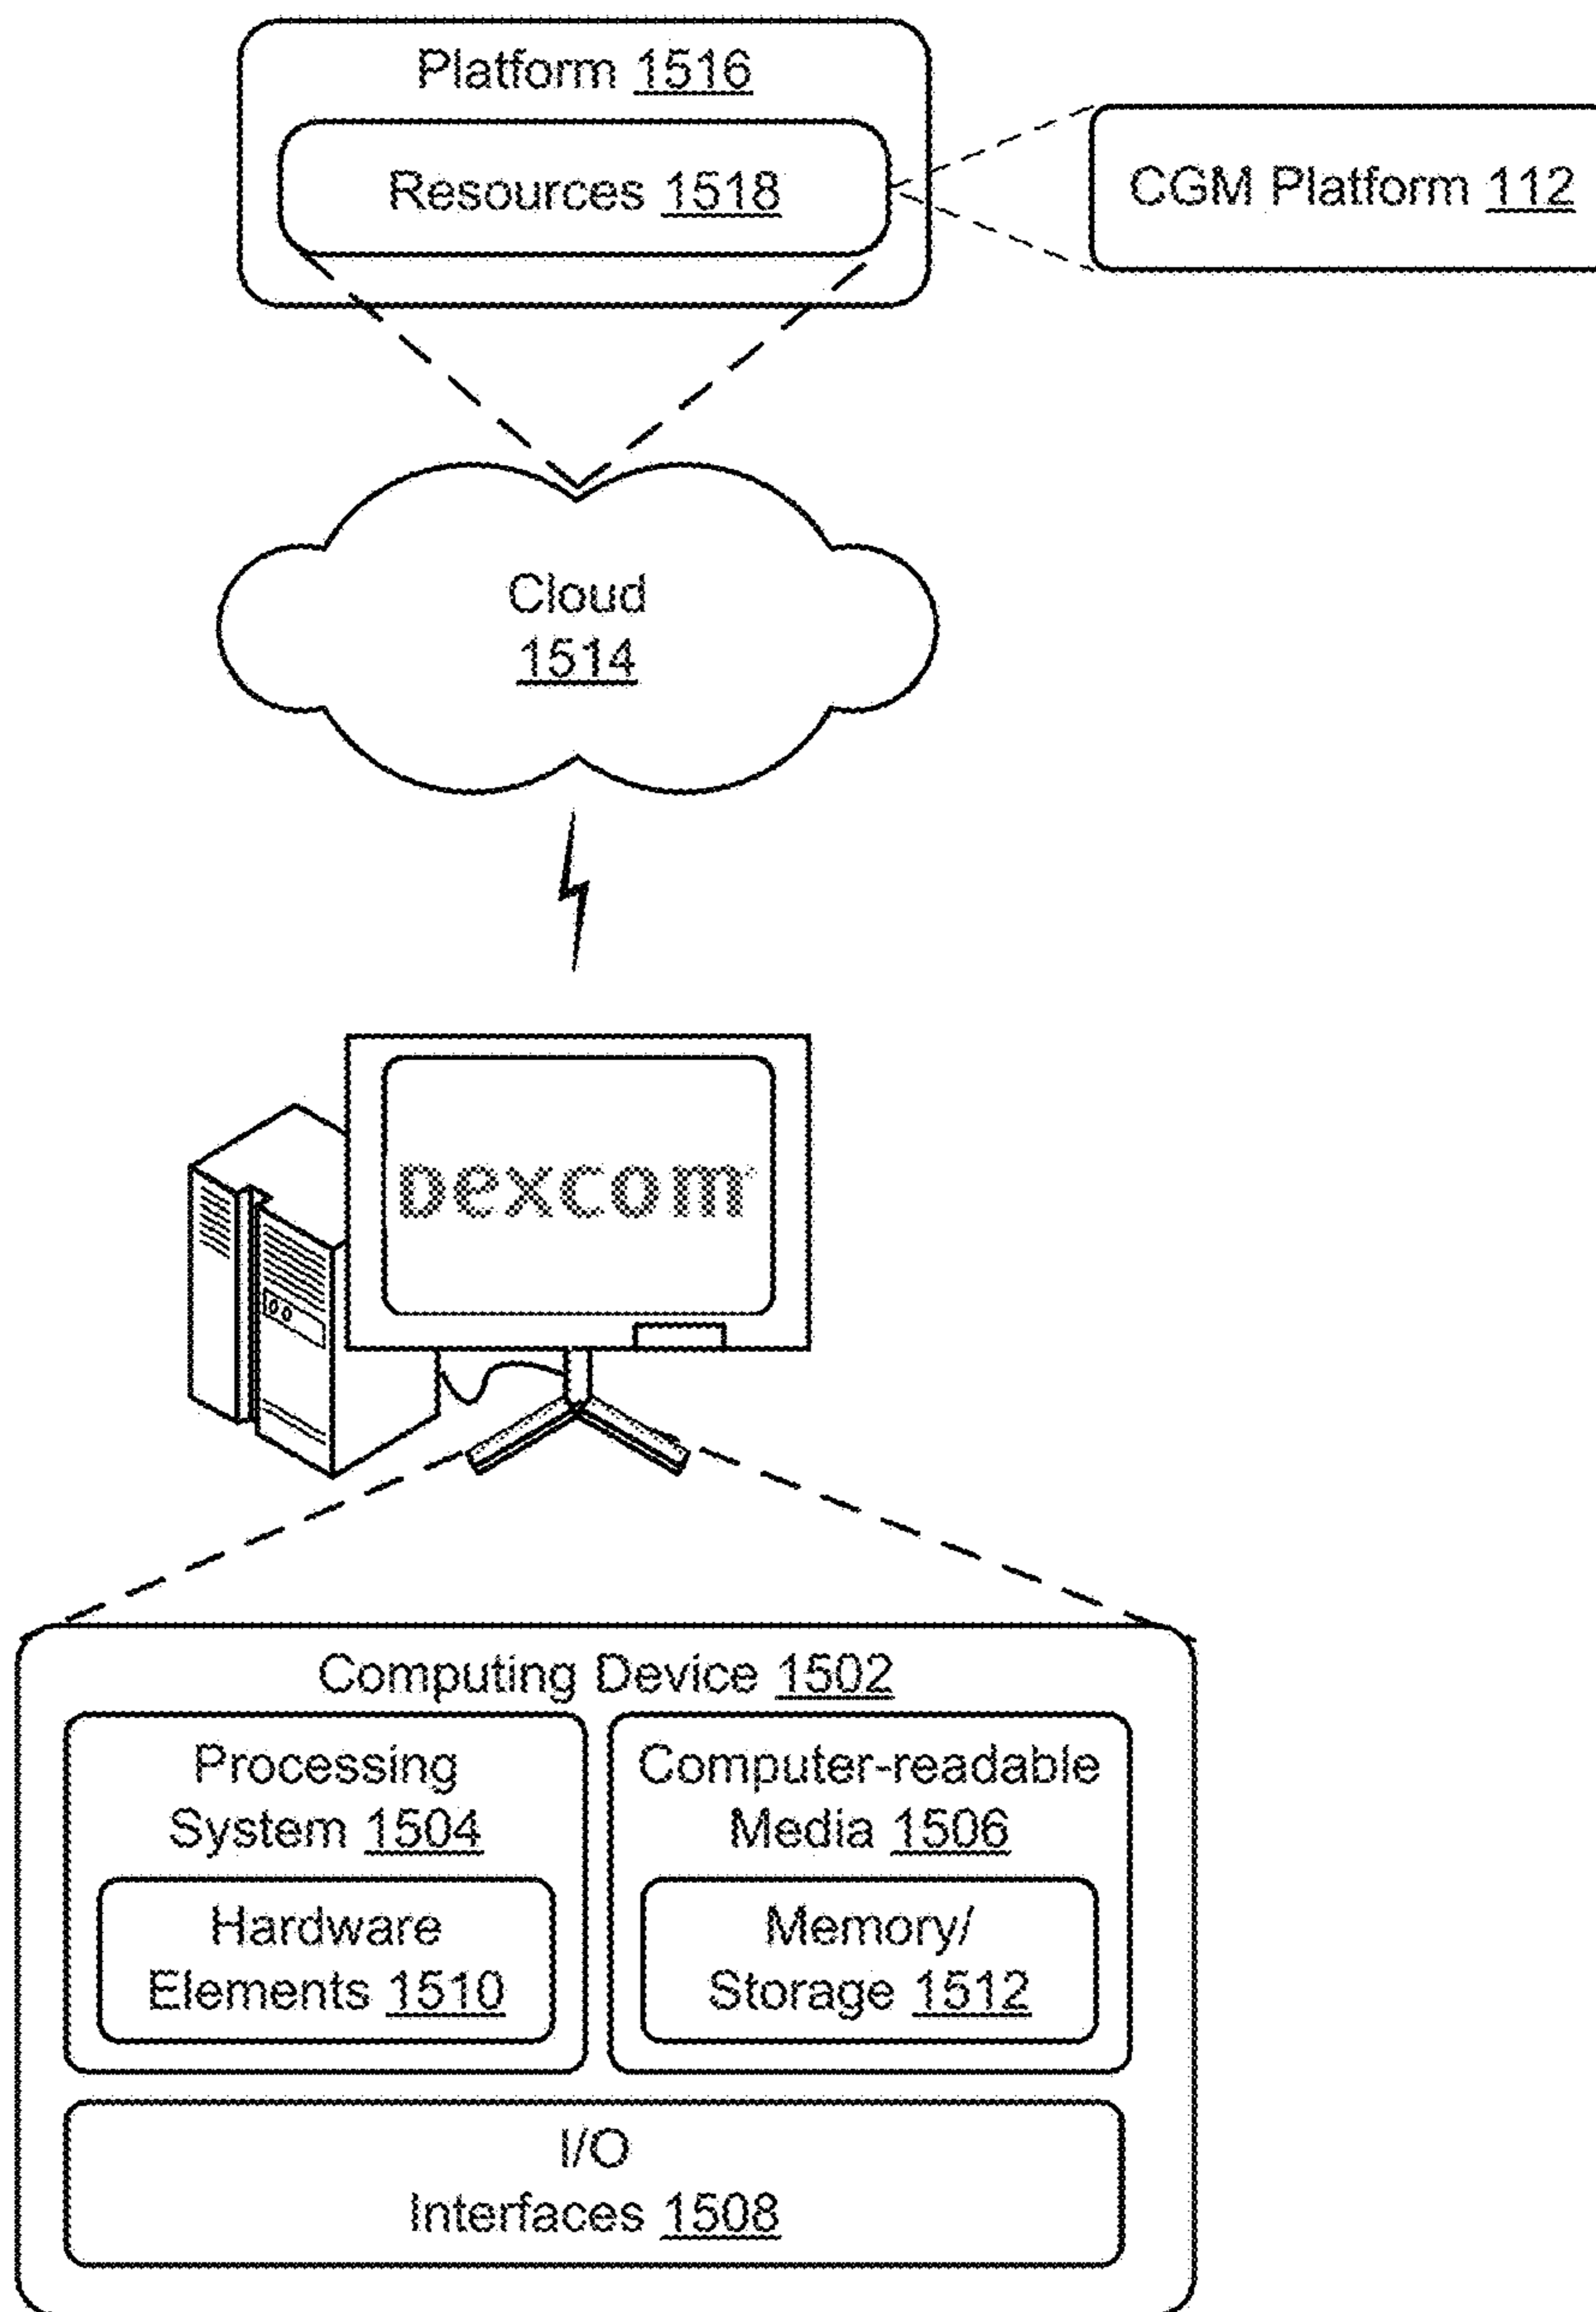 Platform 1516
Resources 1518
CGM Platform 112
Cloud
1514
Dexcom
Computing Device 1502
Processing
System 1504
Computer-readable
Media 1506
Hardware
Elements 1510
Memory/
Storage 1512
I/O
Interfaces 1508